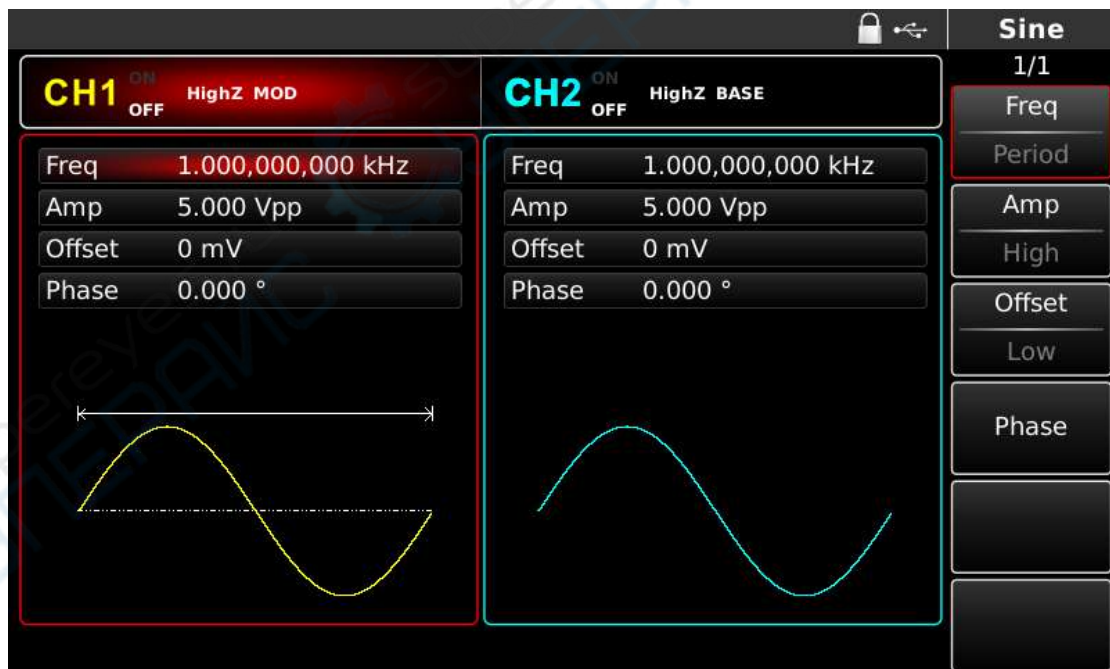 Sine
1/1
CH1 ON OFF HighZ MOD
CH2 ON OFF HighZ BASE
Freq 1.000,000,000 kHz
Amp 5.000 Vpp
Offset 0 mV
Phase 0.000 °
Freq 1.000,000,000 kHz
Amp 5.000 Vpp
Offset 0 mV
Phase 0.000 °
Freq
Period
Amp
High
Offset
Low
Phase